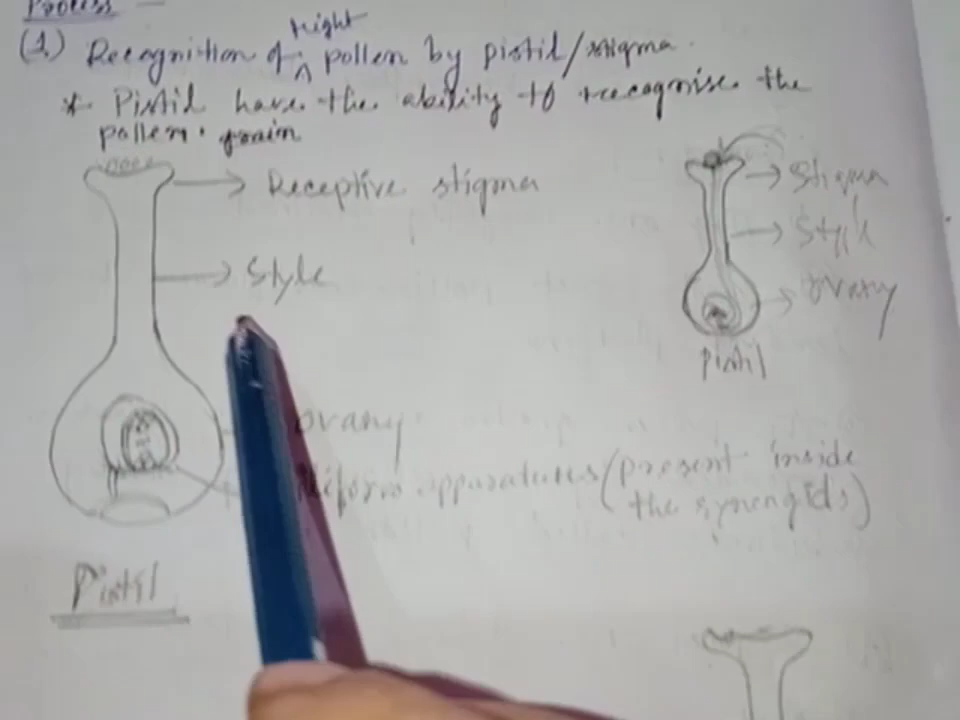 Process
(1.) Recognition of right pollen by pistil/stigma.
* Pistil have the ability to recognise the
pollen grain
Receptive stigma
Style
ovary
apparatus (present inside
the synergids)
Pistil
Stigma
Style
ovary
Pistil